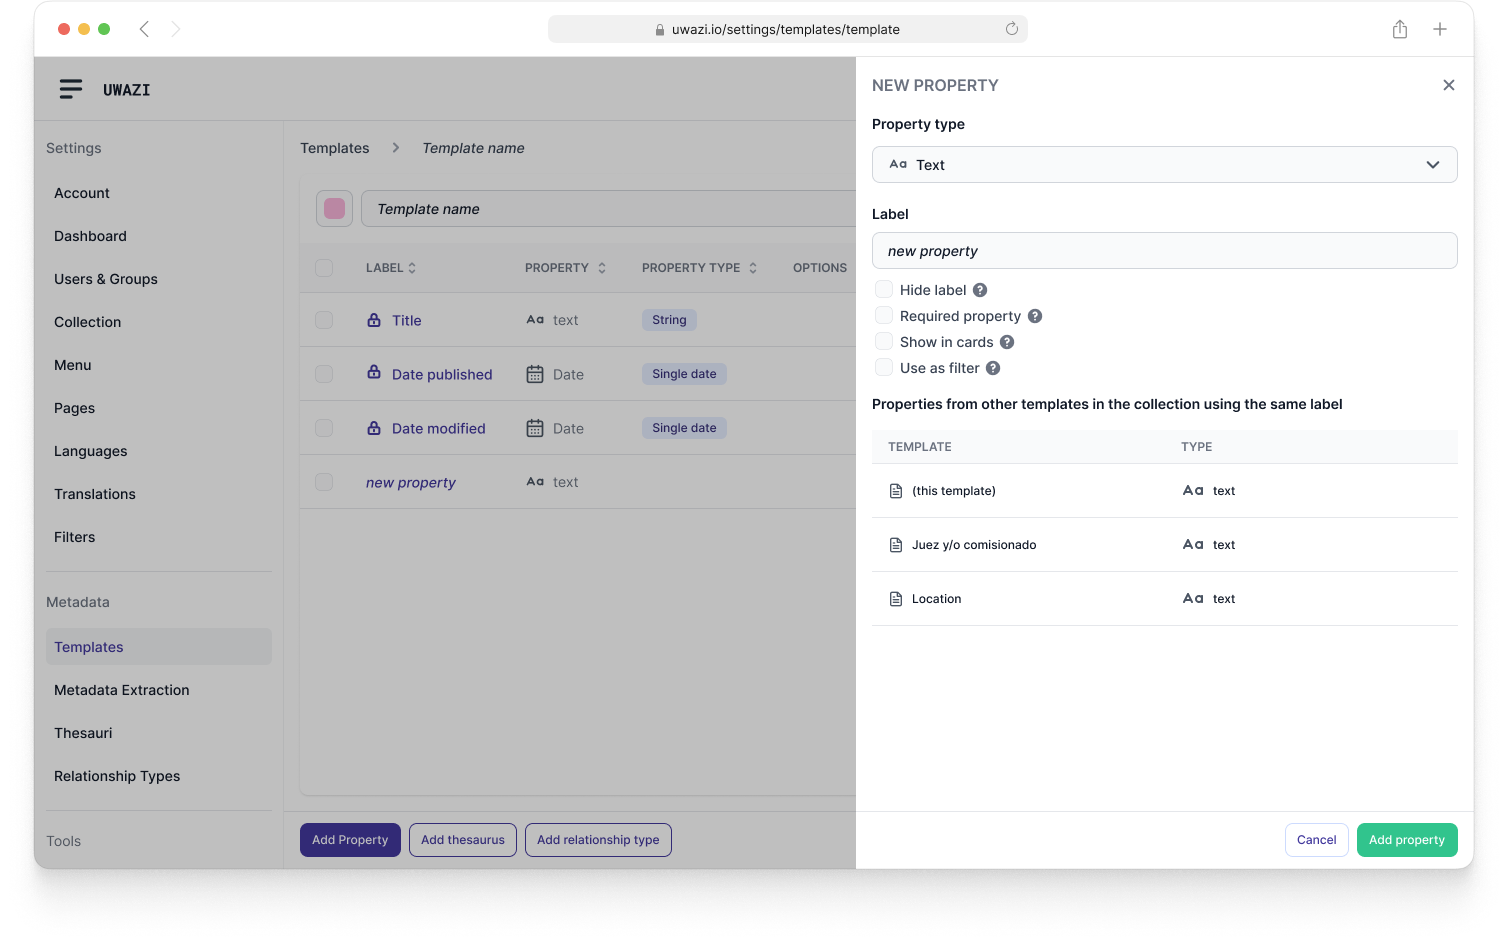 uwazi.io/settings/templates/template
UWAZI
Settings
Account
Dashboard
Users & Groups
Collection
Menu
Pages
Languages
Translations
Filters
Metadata
Templates
Metadata Extraction
Thesauri
Relationship Types
Tools
Templates > Template name
Template name
LABEL PROPERTY PROPERTY TYPE OPTIONS
Title Aa text String
Date published Date Single date
Date modified Date Single date
new property Aa text
Add Property Add thesaurus Add relationship type
NEW PROPERTY
Property type
Aa Text
Label
new property
Hide label ?
Required property ?
Show in cards ?
Use as filter ?
Properties from other templates in the collection using the same label
TEMPLATE TYPE
(this template) Aa text
Juez y/o comisionado Aa text
Location Aa text
Cancel Add property